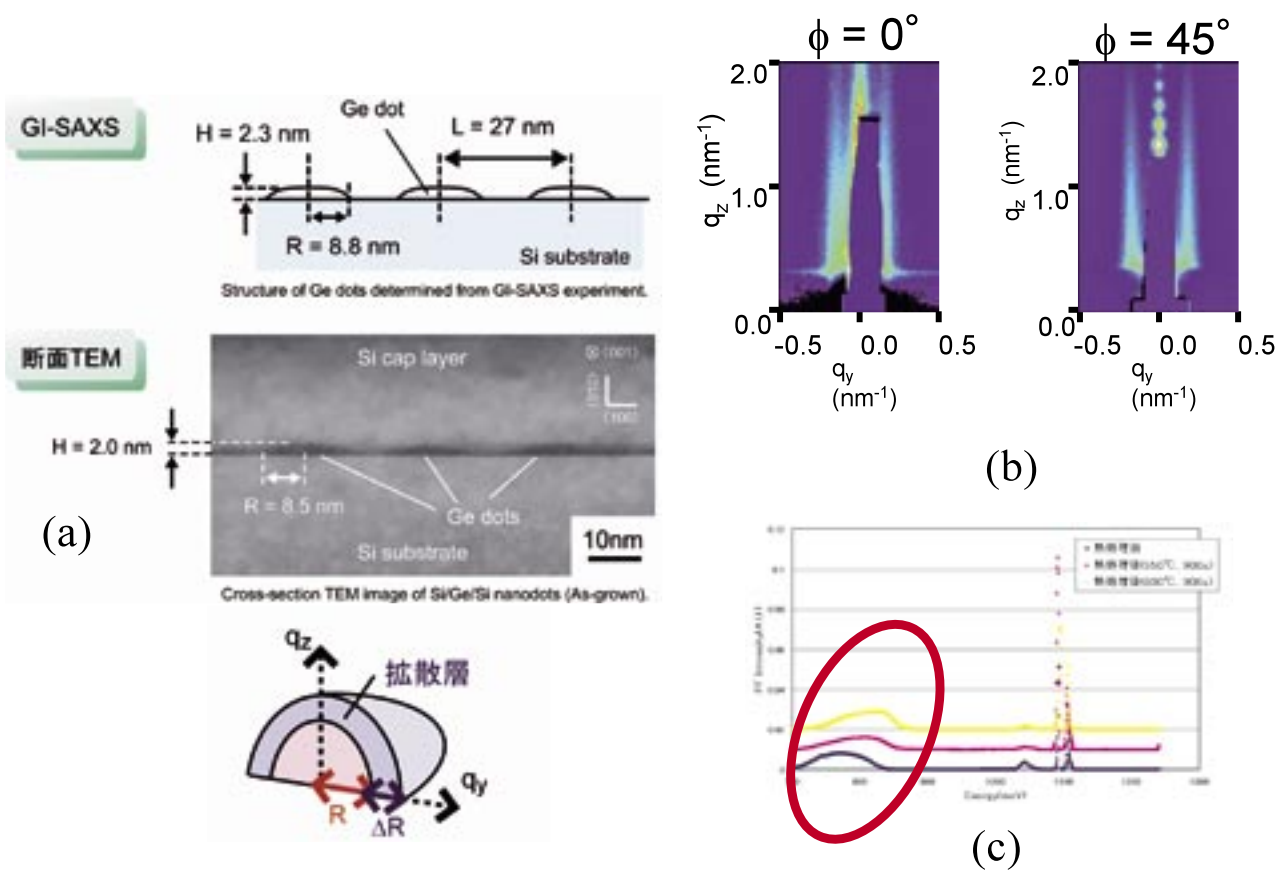 GI-SAXS
Ge dot
H = 2.3 nm
L = 27 nm
R = 8.8 nm
Si substrate
Structure of Ge dots determined from GI-SAXS experiment.
断面TEM
Si cap layer
(001)
H = 2.0 nm
R = 8.5 nm
Ge dots
Si substrate
10nm
(a)
Cross-section TEM image of Si/Ge/Si nanodots (As-grown).
qz
拡散層
qy
R
ΔR
ϕ = 0°
ϕ = 45°
2.0
1.0
0.0
qz (nm-1)
-0.5 0.0 0.5
qy
(nm-1)
2.0
1.0
0.0
qz (nm-1)
-0.5 0.0 0.5
qy
(nm-1)
(b)
(c)